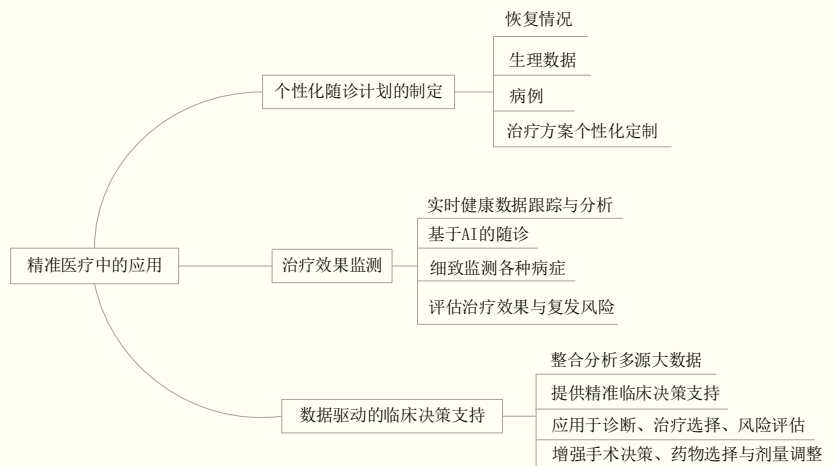 精准医疗中的应用
个性化随诊计划的制定
恢复情况
生理数据
病例
治疗方案个性化定制
治疗效果监测
实时健康数据跟踪与分析
基于AI的随诊
细致监测各种病症
评估治疗效果与复发风险
数据驱动的临床决策支持
整合分析多源大数据
提供精准临床决策支持
应用于诊断、治疗选择、风险评估
增强手术决策、药物选择与剂量调整